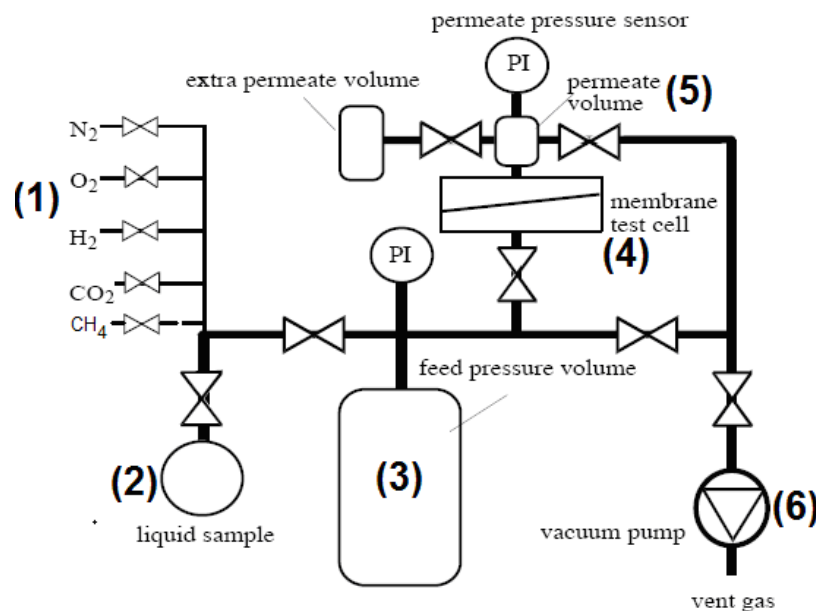 permeate pressure sensor
PI
extra permeate volume
permeate
volume
(5)
N2
O2
(1)
H2
CO2
CH4
membrane
test cell
(4)
PI
feed pressure volume
(2)
(3)
(6)
liquid sample
vacuum pump
vent gas